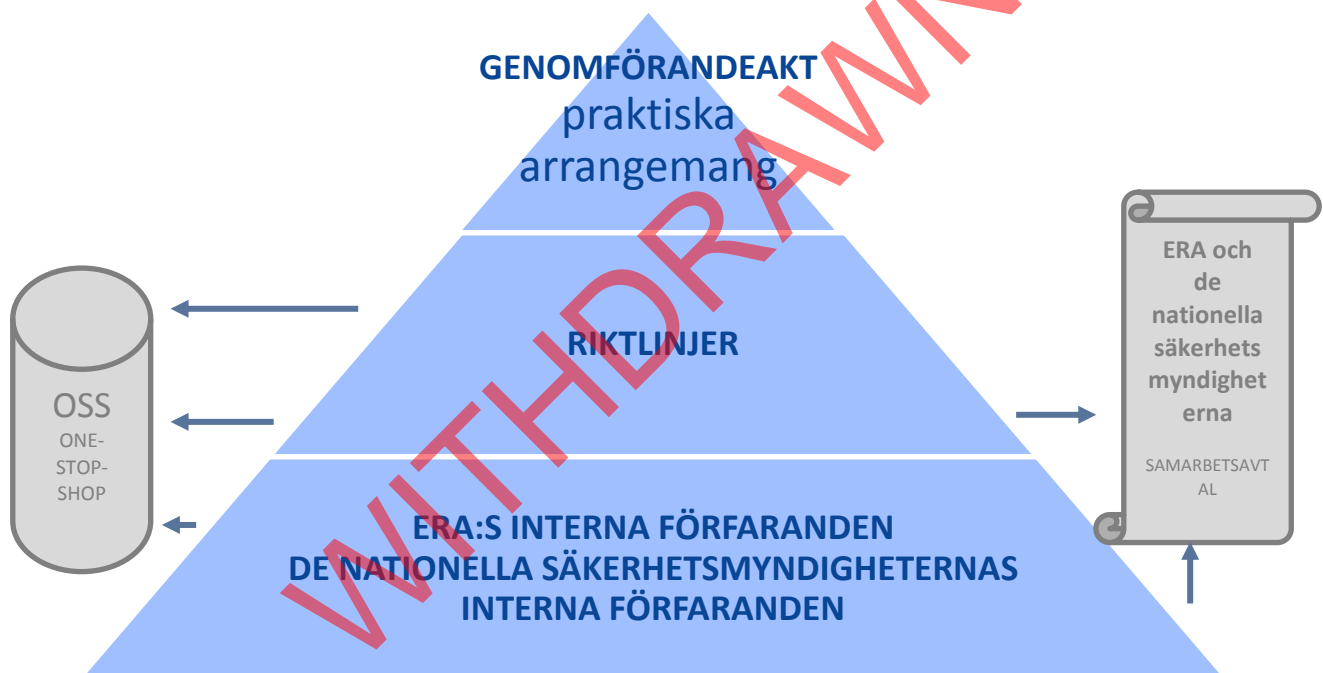 GENOMFÖRANDEAKT
praktiska
arrangemang
RIKTLINJER
ERA:S INTERNA FÖRFARANDEN
DE NATIONELLA SÄKERHETSMYNDIGHETERNAS
INTERNA FÖRFARANDEN
OSS
ONE-
STOP-
SHOP
ERA och
de
nationella
säkerhets
myndighet
erna
SAMARBETSAVT
AL
WITHDRAWN